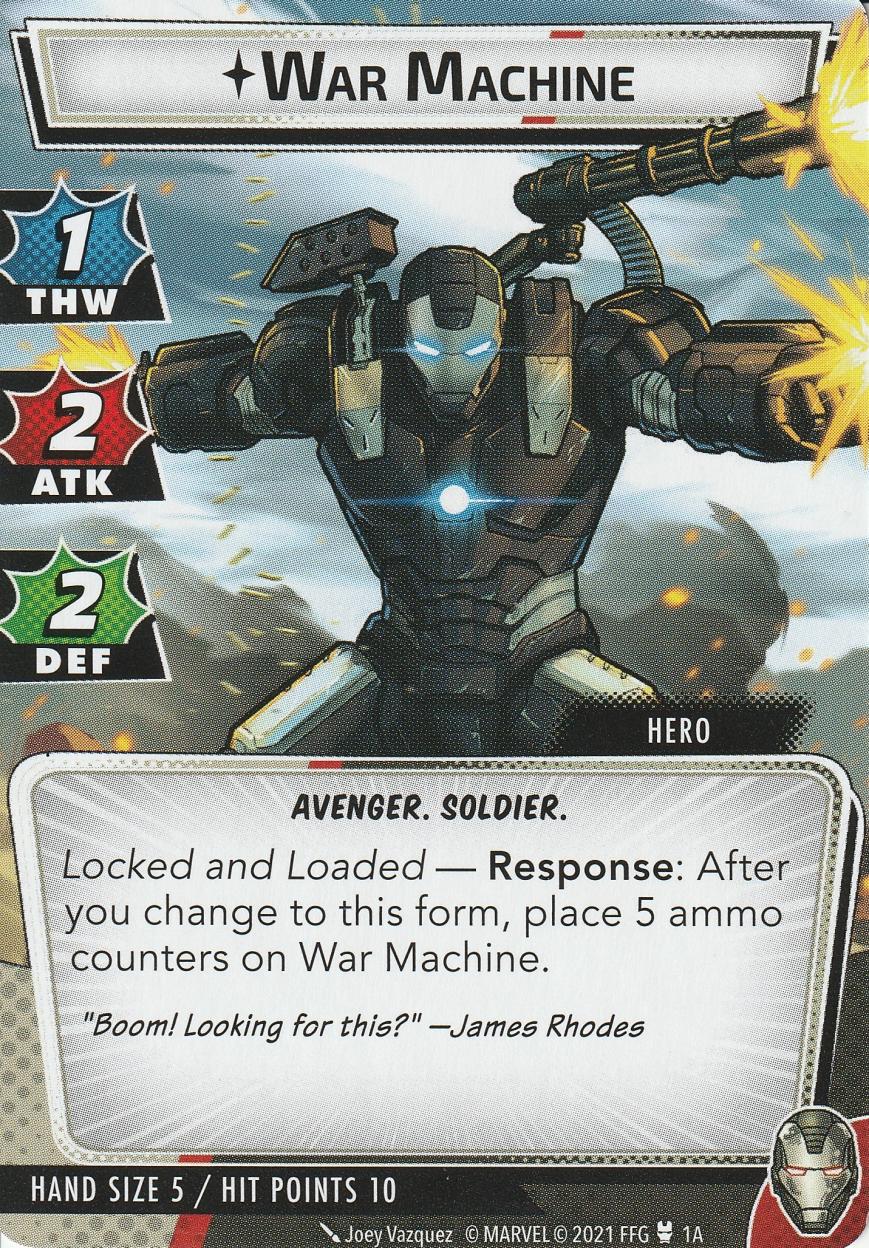 ✦War Machine
1
THW
2
ATK
2
DEF
HERO
AVENGER. SOLDIER.
Locked and Loaded — Response: After
you change to this form, place 5 ammo
counters on War Machine.
"Boom! Looking for this?" —James Rhodes
HAND SIZE 5 / HIT POINTS 10
Joey Vazquez © MARVEL © 2021 FFG 1A